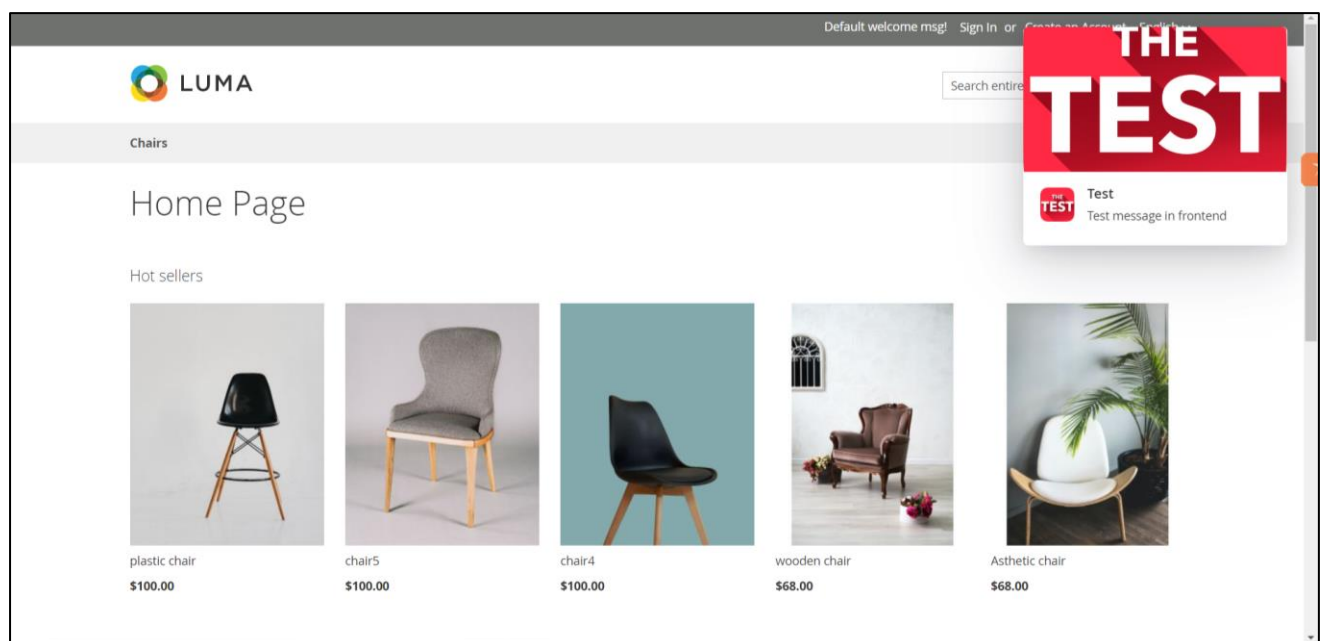 Default welcome msg! Sign In or
LUMA
Search entire
THE
TEST
Chairs
THE
TEST
Test
Test message in frontend
Home Page
Hot sellers
plastic chair
chair5
chair4
wooden chair
Asthetic chair
$100.00
$100.00
$100.00
$68.00
$68.00